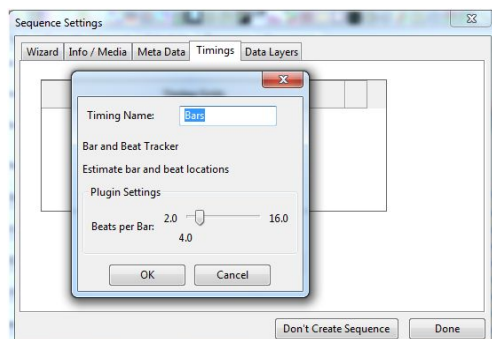 Sequence Settings
Wizard Info / Media Meta Data Timings Data Layers
Timing Name: Bars
Bar and Beat Tracker
Estimate bar and beat locations
Plugin Settings
Beats per Bar: 2.0 16.0
4.0
OK Cancel
Don't Create Sequence Done